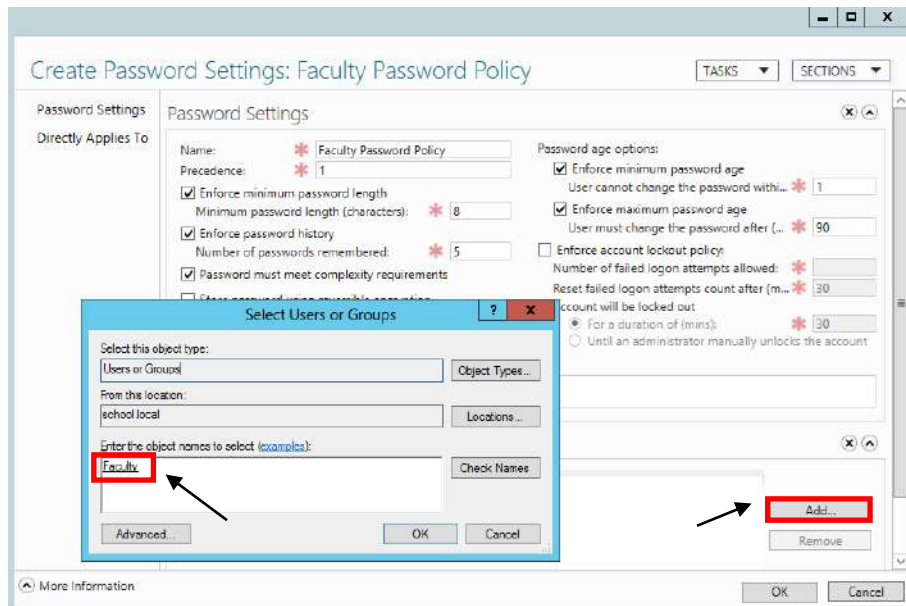 Create Password Settings: Faculty Password Policy
TASKS
SECTIONS
Password Settings
Directly Applies To
Password Settings
Name: Faculty Password Policy
Precedence: 1
Enforce minimum password length
Minimum password length (characters): 8
Enforce password history
Number of passwords remembered: 5
Password must meet complexity requirements
Password age options:
Enforce minimum password age
User cannot change the password withi... 1
Enforce maximum password age
User must change the password after (... 90
Enforce account lockout policy:
Number of failed logon attempts allowed:
Reset failed logon attempts count after (m... 30
ccount will be locked out
For a duration of (mins): 30
Until an administrator manually unlocks the account
Select Users or Groups
? x
Select this object type:
Users or Groups
Object Types...
From this location:
school.local
Locations...
Enter the object names to select (examples):
Faculty
Check Names
Advanced...
OK
Cancel
Add...
Remove
More Information
OK
Cancel